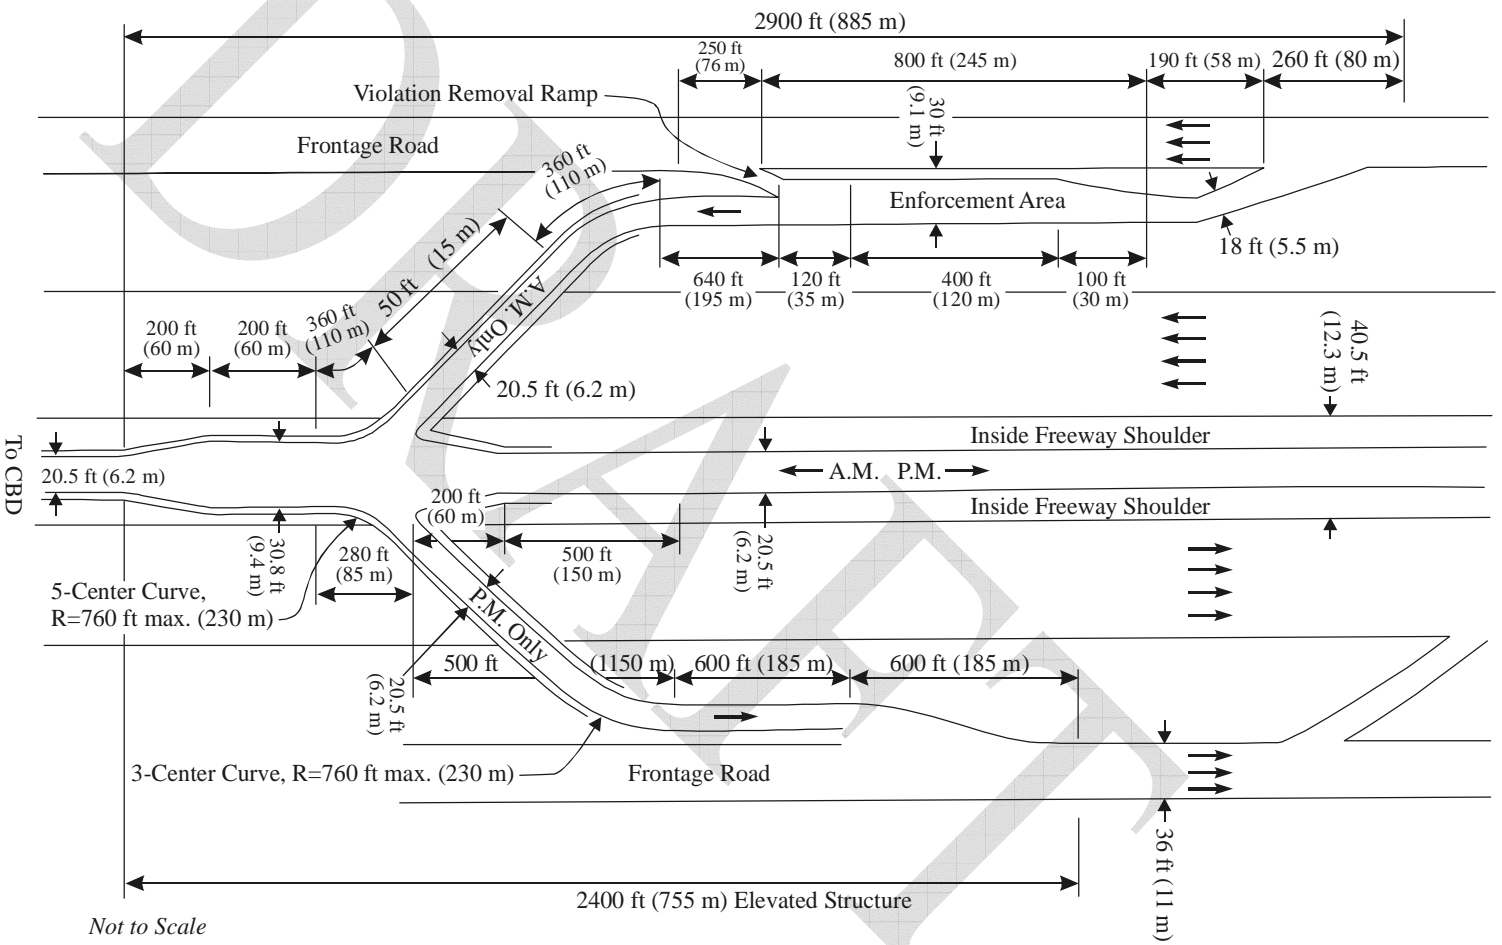 2900 ft (885 m)
250 ft
(76 m)
800 ft (245 m)
190 ft (58 m)
260 ft (80 m)
Violation Removal Ramp
30 ft
(9.1 m)
Frontage Road
360 ft
(110 m)
Enforcement Area
18 ft (5.5 m)
50 ft (15 m)
A.M. Only
640 ft
(195 m)
120 ft
(35 m)
400 ft
(120 m)
100 ft
(30 m)
200 ft
(60 m)
200 ft
(60 m)
360 ft
(110 m)
40.5 ft
(12.3 m)
20.5 ft (6.2 m)
Inside Freeway Shoulder
To CBD
20.5 ft (6.2 m)
A.M. P.M.
Inside Freeway Shoulder
200 ft
(60 m)
30.8 ft
(9.4 m)
280 ft
(85 m)
500 ft
(150 m)
20.5 ft
(6.2 m)
5-Center Curve,
R=760 ft max. (230 m)
P.M. Only
500 ft (1150 m)
600 ft (185 m)
600 ft (185 m)
20.5 ft
(6.2 m)
3-Center Curve, R=760 ft max. (230 m)
Frontage Road
36 ft (11 m)
2400 ft (755 m) Elevated Structure
Not to Scale
DRAFT